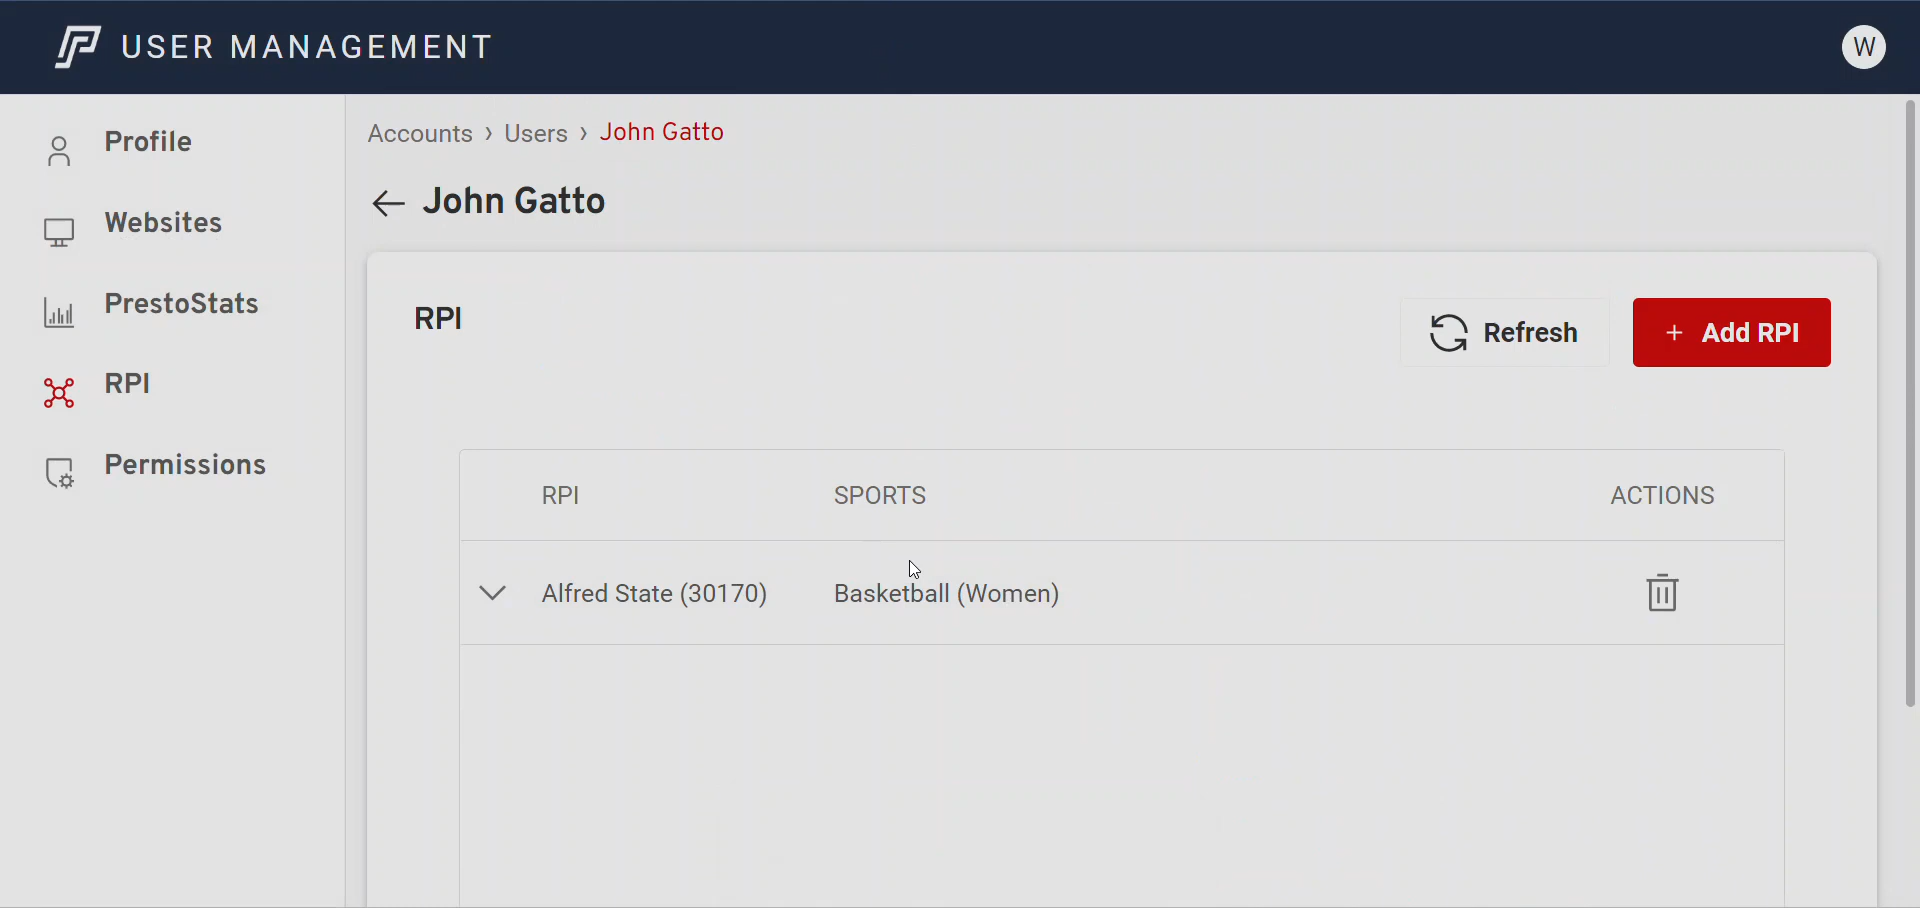 USER MANAGEMENT
W
Profile
Websites
PrestoStats
RPI
Permissions
Accounts › Users › John Gatto
John Gatto
RPI
Refresh
+ Add RPI
RPI SPORTS ACTIONS
Alfred State (30170) Basketball (Women)